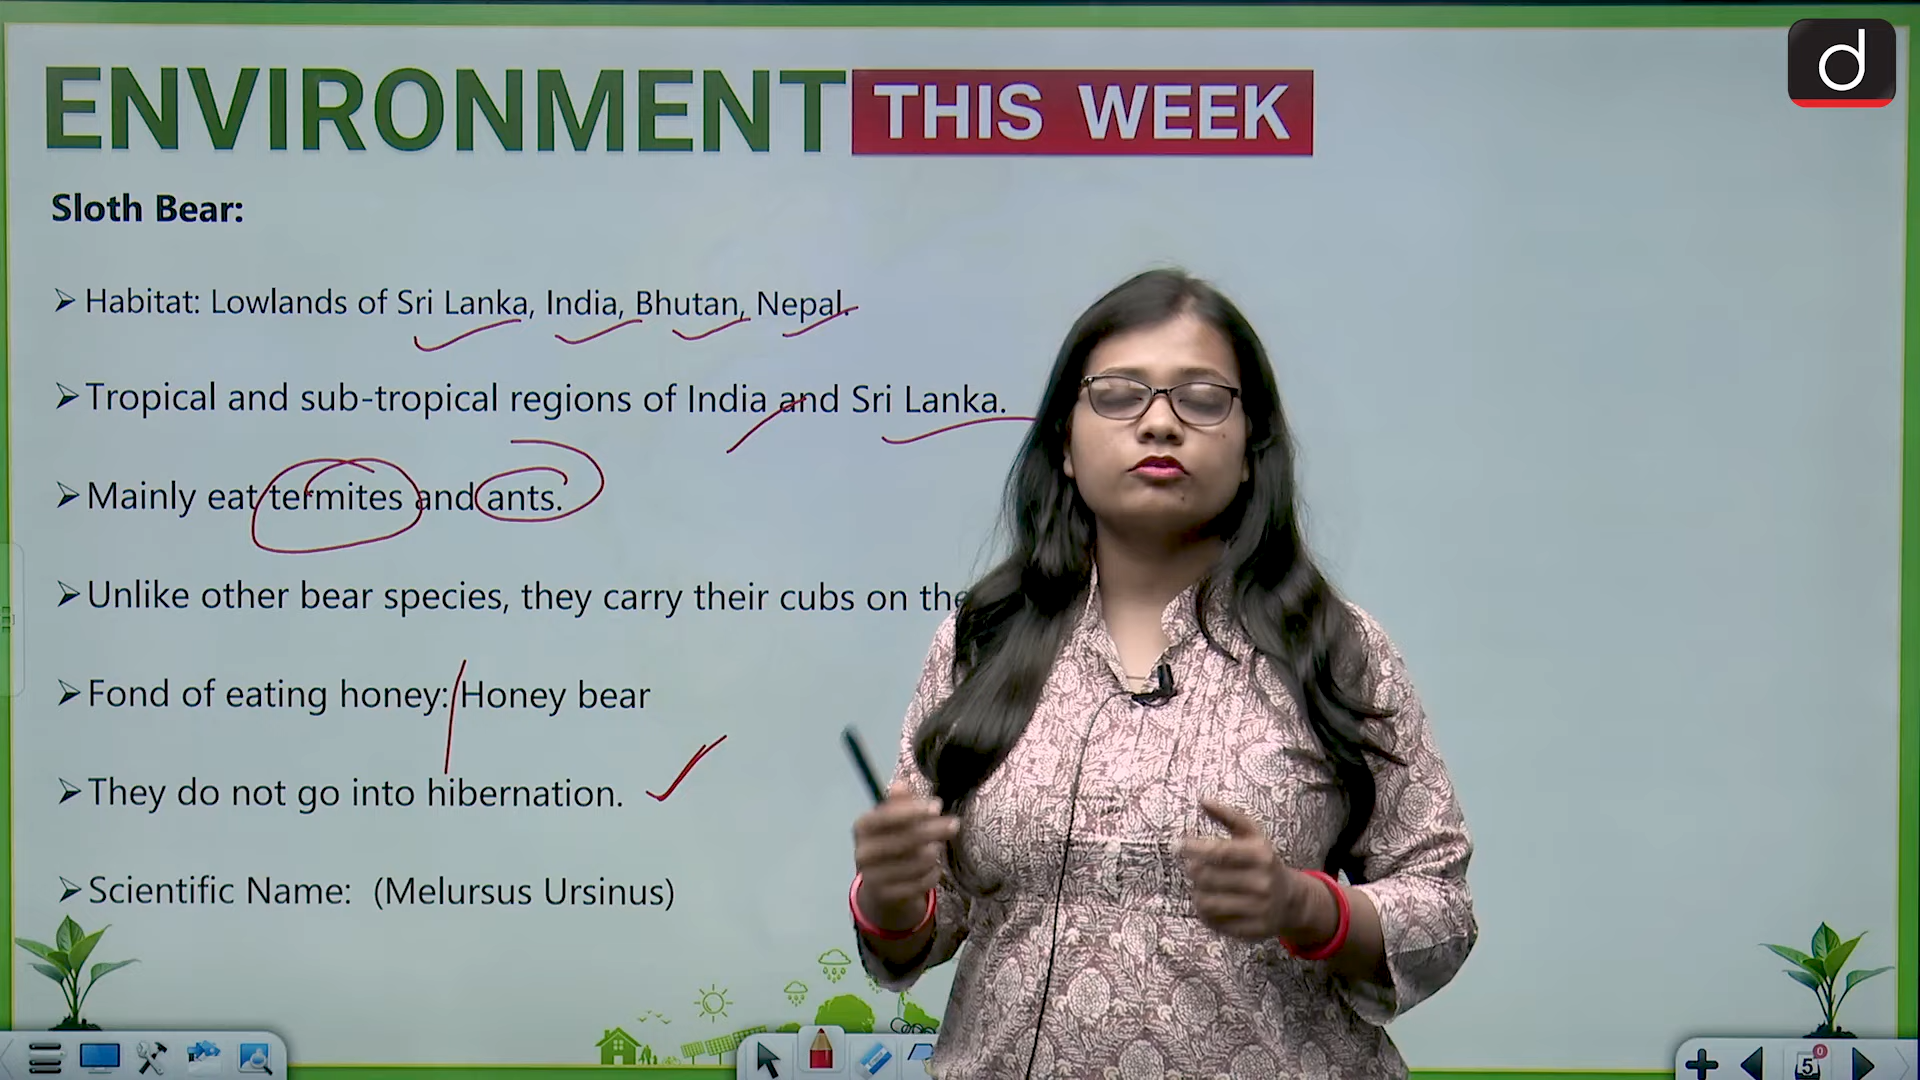 d
ENVIRONMENT THIS WEEK
Sloth Bear:
➢ Habitat: Lowlands of Sri Lanka, India, Bhutan, Nepal.
➢ Tropical and sub-tropical regions of India and Sri Lanka.
➢ Mainly eat termites and ants.
➢ Unlike other bear species, they carry their cubs on
➢ Fond of eating honey: Honey bear
➢ They do not go into hibernation.
➢ Scientific Name: (Melursus Ursinus)
5
0